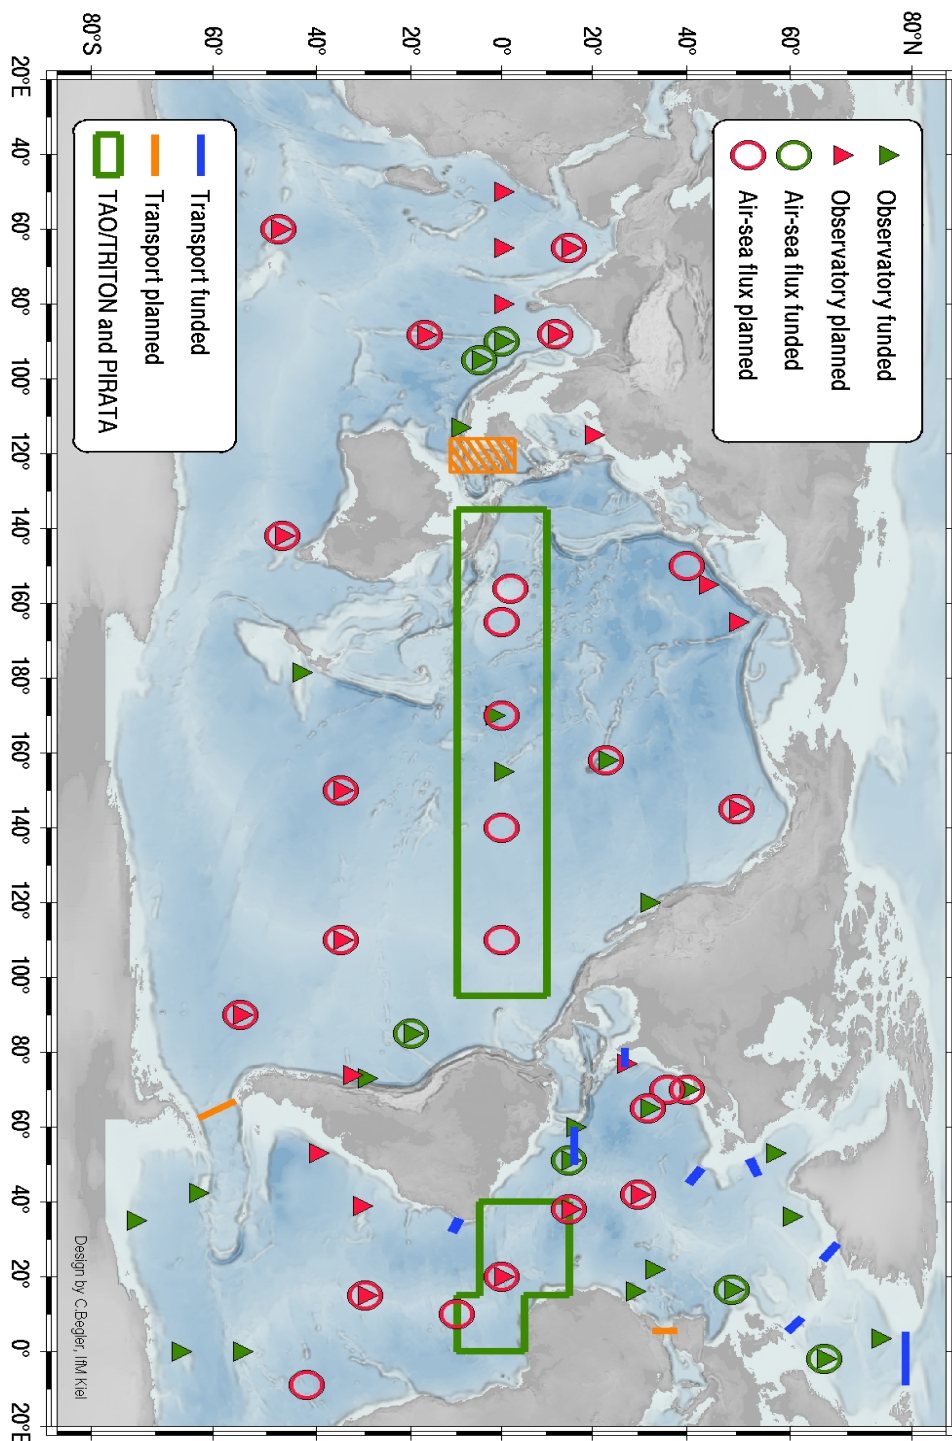 80°N
60°
40°
20°
0°
20°
40°
60°
80°S
20°E
40°
60°
80°
100°
120°
140°
160°
180°
160°
140°
120°
100°
80°
60°
40°
20°
0°
20°E
Observatory funded
Observatory planned
Air-sea flux funded
Air-sea flux planned
Transport funded
Transport planned
TAO/TRITON and PIRATA
Design by C.Begler, IfM Kiel